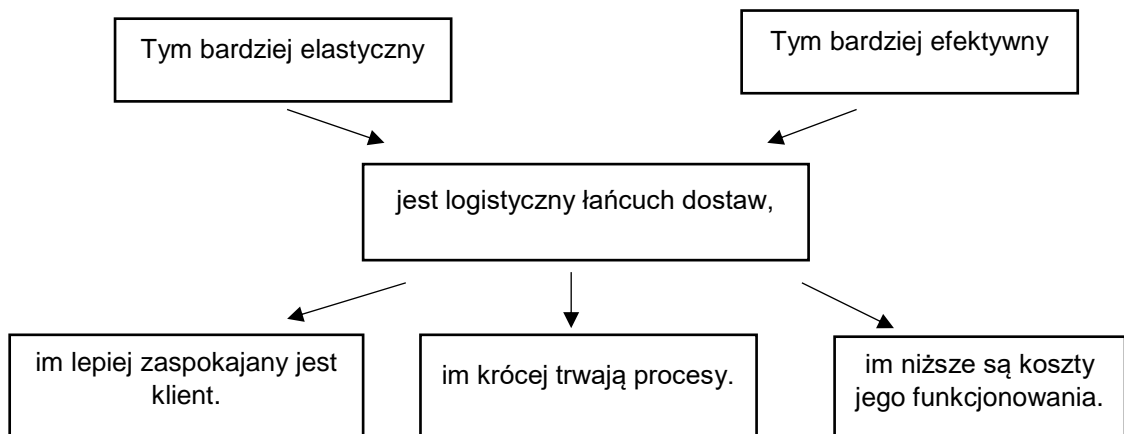 Tym bardziej elastyczny
Tym bardziej efektywny
jest logistyczny łańcuch dostaw,
im lepiej zaspokajany jest
klient.
im krócej trwają procesy.
im niższe są koszty
jego funkcjonowania.